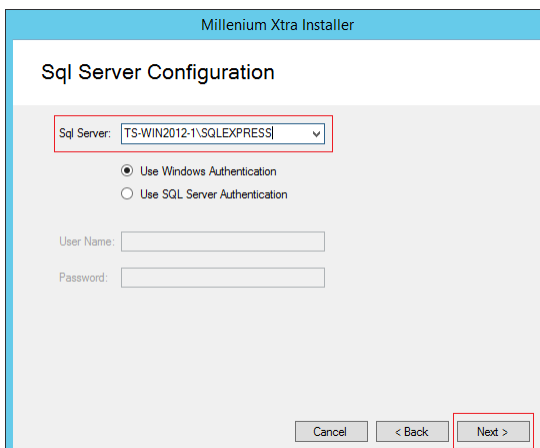 Millenium Xtra Installer
Sql Server Configuration
Sql Server: TS-WIN2012-1\SQLEXPRESS
Use Windows Authentication
Use SQL Server Authentication
User Name:
Password:
Cancel < Back Next >